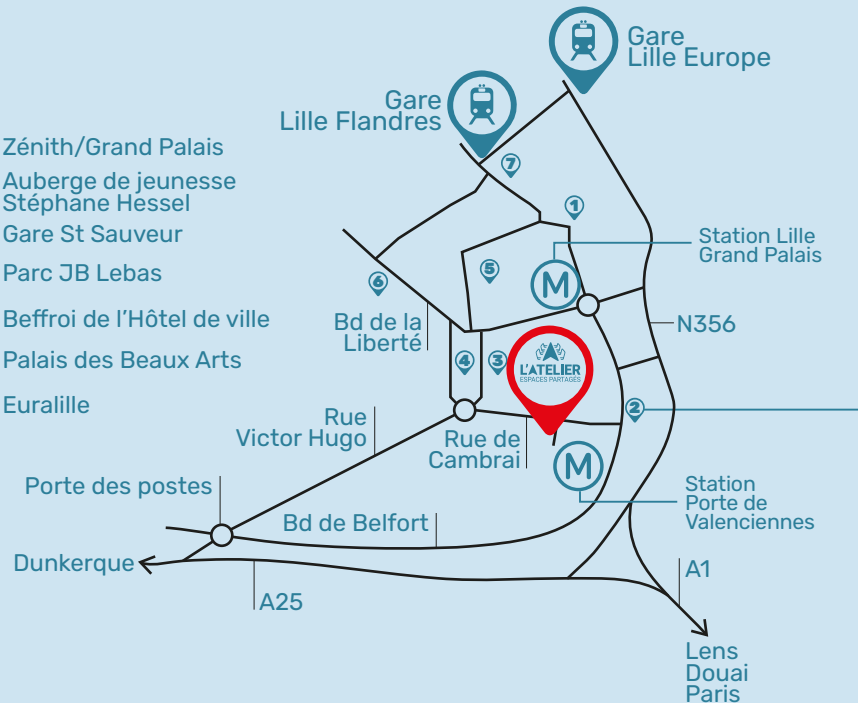 Gare
Lille Europe
Gare
Lille Flandres
Zénith/Grand Palais
Auberge de jeunesse
Stéphane Hessel
Gare St Sauveur
Parc JB Lebas
Beffroi de l'Hôtel de ville
Palais des Beaux Arts
Euralille
7
1
Station Lille
Grand Palais
5
6
M
Bd de la
Liberté
N356
4
3
L'ATELIER
ESPACES PARTAGÉS
2
Rue
Victor Hugo
Rue de
Cambrai
M
Porte des postes
Station
Porte de
Valenciennes
Bd de Belfort
Dunkerque
A1
A25
Lens
Douai
Paris